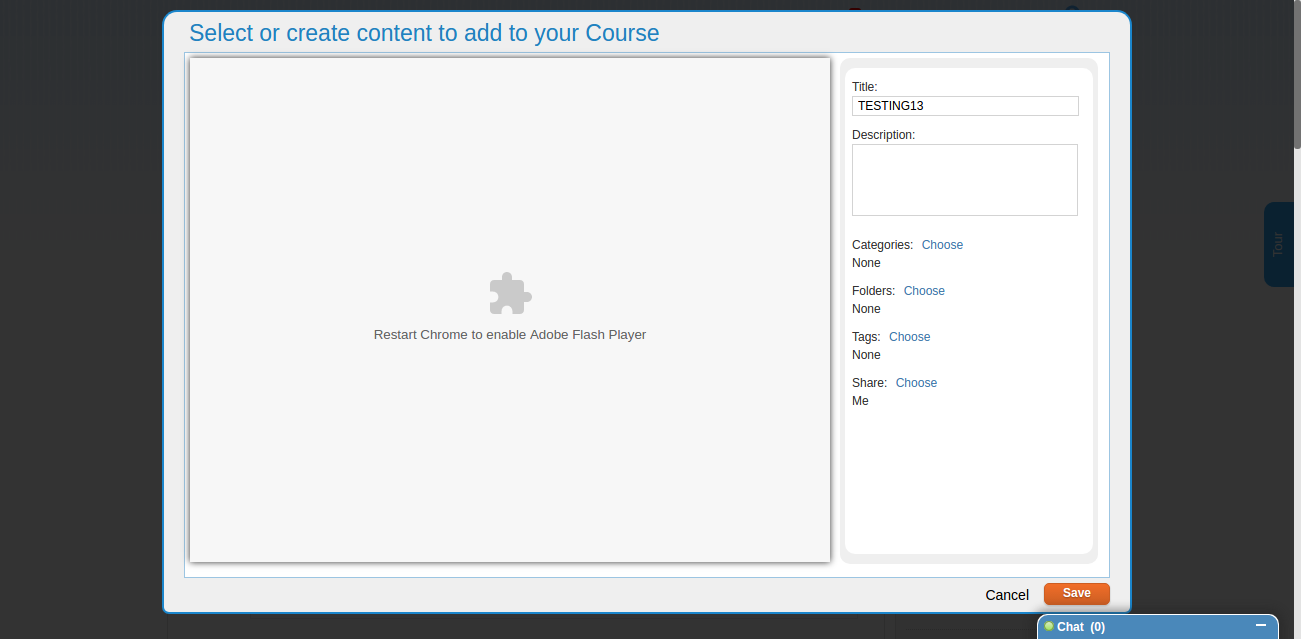 Select or create content to add to your Course
Restart Chrome to enable Adobe Flash Player
Title:
TESTING13
Description:
Categories: Choose
None
Folders: Choose
None
Tags: Choose
None
Share: Choose
Me
Tour
Cancel
Save
Chat (0)